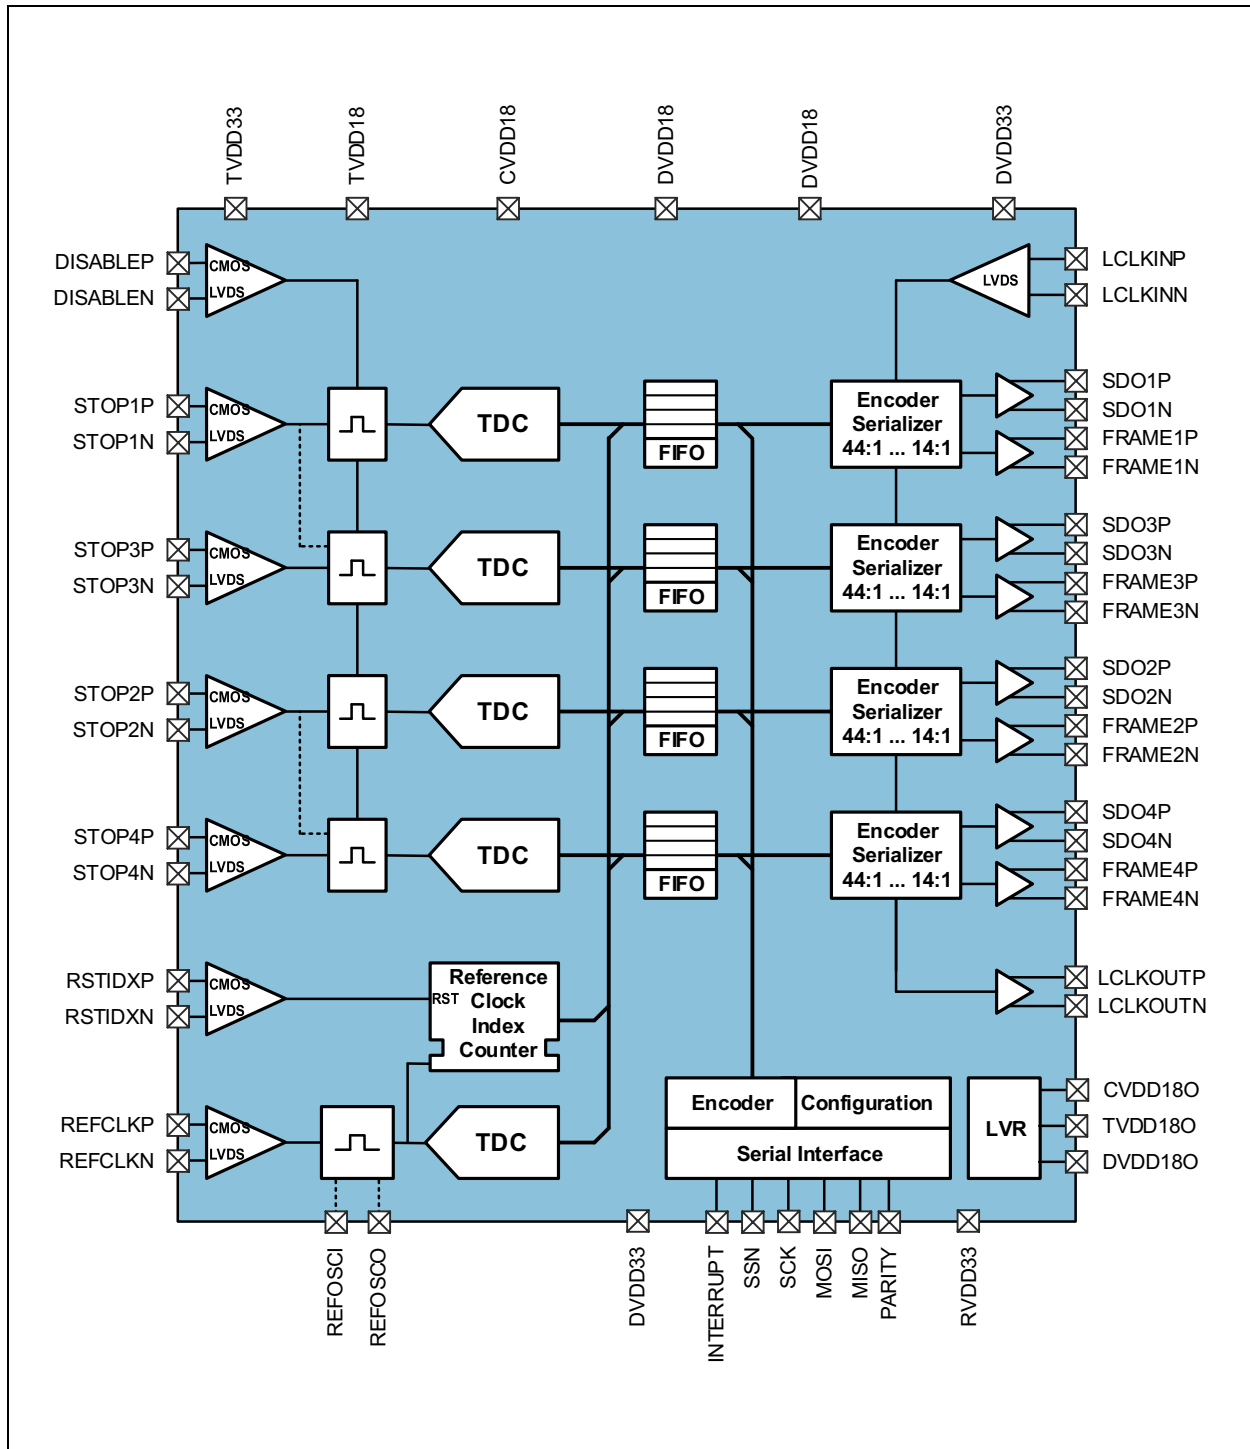 TVDD33
TVDD18
CVDD18
DVDD18
DVDD18
DVDD33
DISABLEP
DISABLEN
CMOS
LVDS
LVDS
LCLKINP
LCLKINN
STOP1P
STOP1N
CMOS
LVDS
TDC
FIFO
Encoder
Serializer
44:1 ... 14:1
SDO1P
SDO1N
FRAME1P
FRAME1N
STOP3P
STOP3N
CMOS
LVDS
TDC
FIFO
Encoder
Serializer
44:1 ... 14:1
SDO3P
SDO3N
FRAME3P
FRAME3N
STOP2P
STOP2N
CMOS
LVDS
TDC
FIFO
Encoder
Serializer
44:1 ... 14:1
SDO2P
SDO2N
FRAME2P
FRAME2N
STOP4P
STOP4N
CMOS
LVDS
TDC
FIFO
Encoder
Serializer
44:1 ... 14:1
SDO4P
SDO4N
FRAME4P
FRAME4N
RSTIDXP
RSTIDXN
CMOS
LVDS
RST
Reference
Clock
Index
Counter
LCLKOUTP
LCLKOUTN
REFCLKP
REFCLKN
CMOS
LVDS
TDC
Encoder
Configuration
Serial Interface
LVR
CVDD18O
TVDD18O
DVDD18O
REFOSCI
REFOSCO
DVDD33
INTERRUPT
SSN
SCK
MOSI
MISO
PARITY
RVDD33